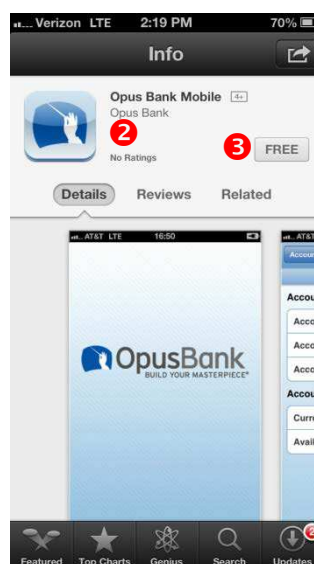 Verizon LTE 2:19 PM 70%
Info
Opus Bank Mobile 4+
Opus Bank
2
No Ratings
3 FREE
Details Reviews Related
AT&T LTE 16:50
AT&T
Accou
Accou
Acco
Acco
Acco
Accou
Curre
Avail
OpusBank
BUILD YOUR MASTERPIECE®
2
Featured Top Charts Genius Search Updates